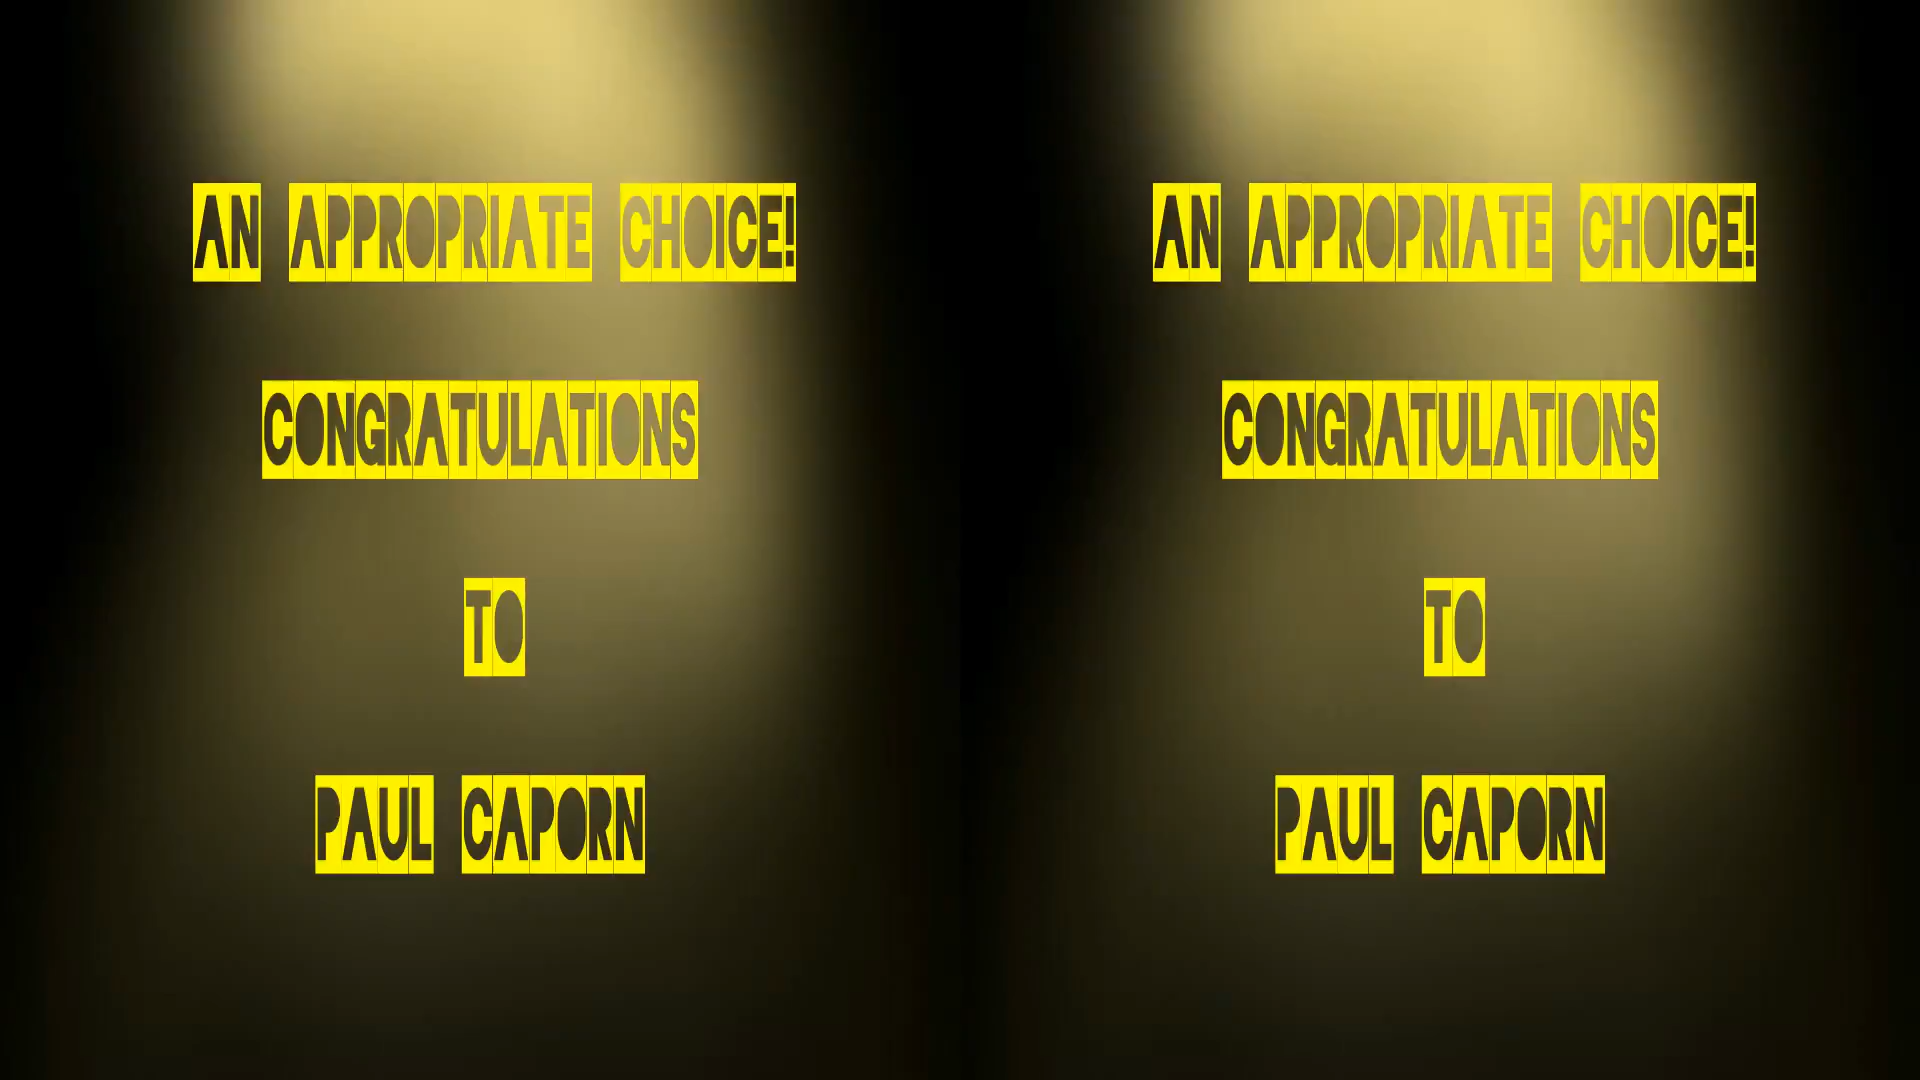 AN APPROPRIATE CHOICE!
CONGRATULATIONS
TO
PAUL CAPORN
AN APPROPRIATE CHOICE!
CONGRATULATIONS
TO
PAUL CAPORN